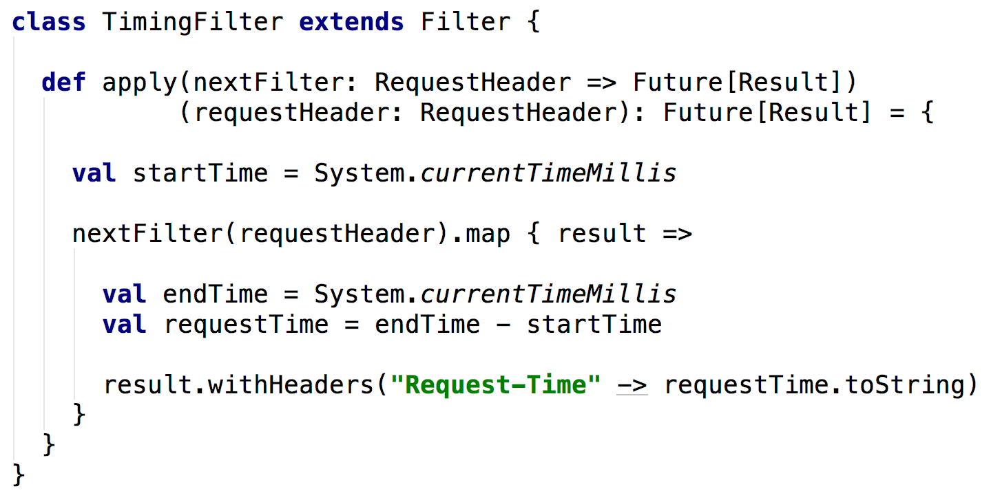 class TimingFilter extends Filter {
def apply(nextFilter: RequestHeader => Future[Result])
(requestHeader: RequestHeader): Future[Result] = {
val startTime = System.currentTimeMillis
nextFilter(requestHeader).map { result =>
val endTime = System.currentTimeMillis
val requestTime = endTime - startTime
result.withHeaders("Request-Time" -> requestTime.toString)
}
}
}